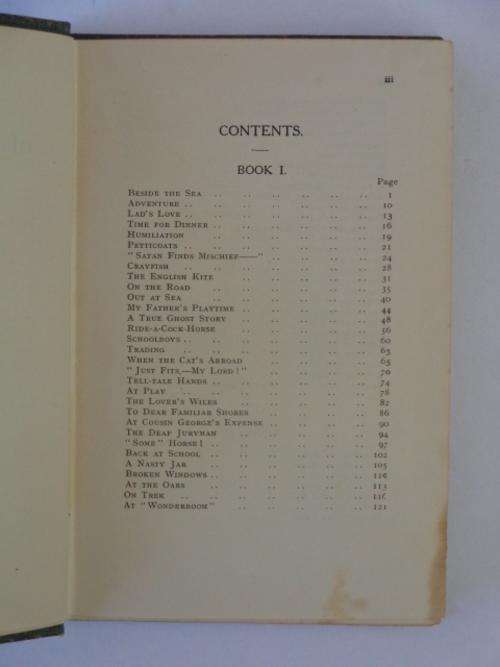 iii
CONTENTS.
BOOK I.
Page
BESIDE THE SEA .. .. .. .. .. .. 1
ADVENTURE .. .. .. .. .. .. .. 10
LAD'S LOVE .. .. .. .. .. .. .. 13
TIME FOR DINNER .. .. .. .. .. .. 16
HUMILIATION .. .. .. .. .. .. 19
PETTICOATS .. .. .. .. .. .. .. 21
"SATAN FINDS MISCHIEF——" .. .. .. .. 24
CRAYFISH .. .. .. .. .. .. .. 28
THE ENGLISH KITE .. .. .. .. .. 31
ON THE ROAD .. .. .. .. .. .. 35
OUT AT SEA .. .. .. .. .. .. 40
MY FATHER'S PLAYTIME .. .. .. .. .. 44
A TRUE GHOST STORY .. .. .. .. .. 48
RIDE-A-COCK-HORSE .. .. .. .. .. 56
SCHOOLBOYS .. .. .. .. .. .. .. 60
TRADING .. .. .. .. .. .. .. 63
WHEN THE CAT'S ABROAD .. .. .. .. .. 65
"JUST FITS,—MY LORD!" .. .. .. .. .. 70
TELL-TALE HANDS .. .. .. .. .. .. 74
AT PLAY .. .. .. .. .. .. .. 78
THE LOVER'S WILES .. .. .. .. .. 82
TO DEAR FAMILIAR SHORES .. .. .. .. 86
AT COUSIN GEORGE'S EXPENSE .. .. .. .. 90
THE DEAF JURYMAN .. .. .. .. .. 94
"SOME" HORSE! .. .. .. .. .. .. 97
BACK AT SCHOOL .. .. .. .. .. .. 102
A NASTY JAR .. .. .. .. .. .. 105
BROKEN WINDOWS .. .. .. .. .. ..
AT THE OARS .. .. .. .. .. .. 113
ON TREK .. .. .. .. .. .. .. 116
AT "WONDERBOOM" .. .. .. .. .. .. 121